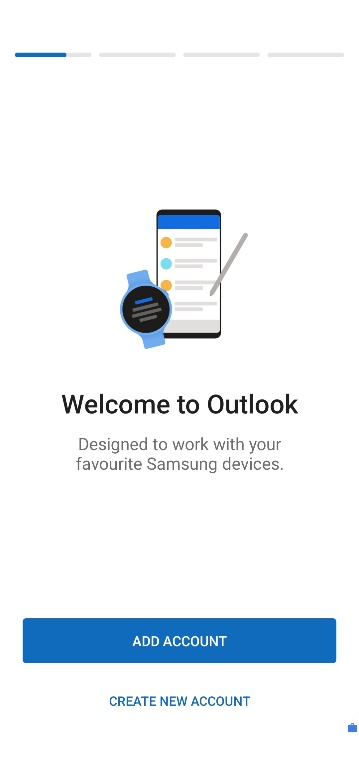 Welcome to Outlook
Designed to work with your
favourite Samsung devices.
ADD ACCOUNT
CREATE NEW ACCOUNT